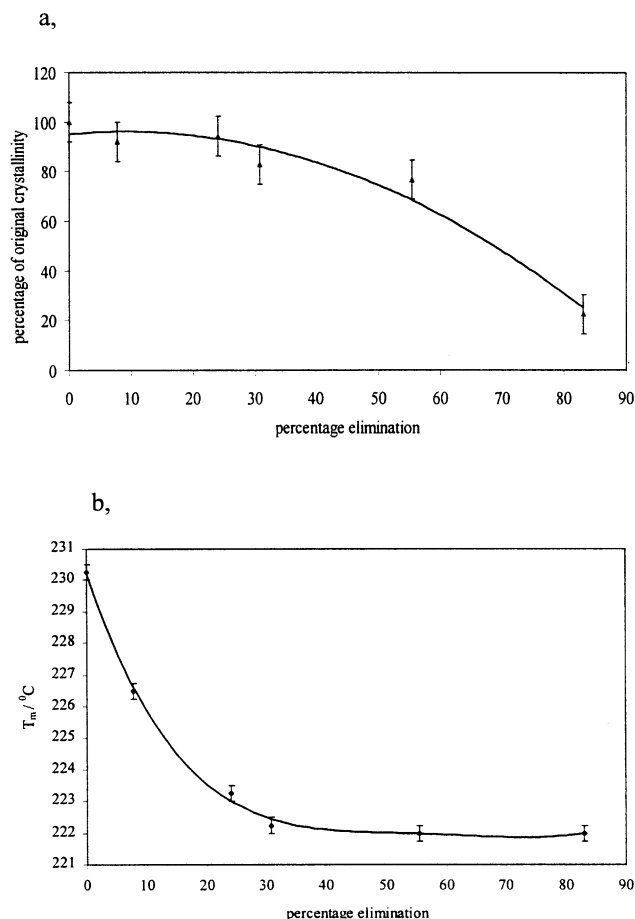 a,
120
100
80
60
40
20
0
0 10 20 30 40 50 60 70 80 90
percentage of original crystallinity
percentage elimination
b,
231
230
229
228
227
226
225
224
223
222
221
0 10 20 30 40 50 60 70 80 90
Tm / ⁰C
percentage elimination